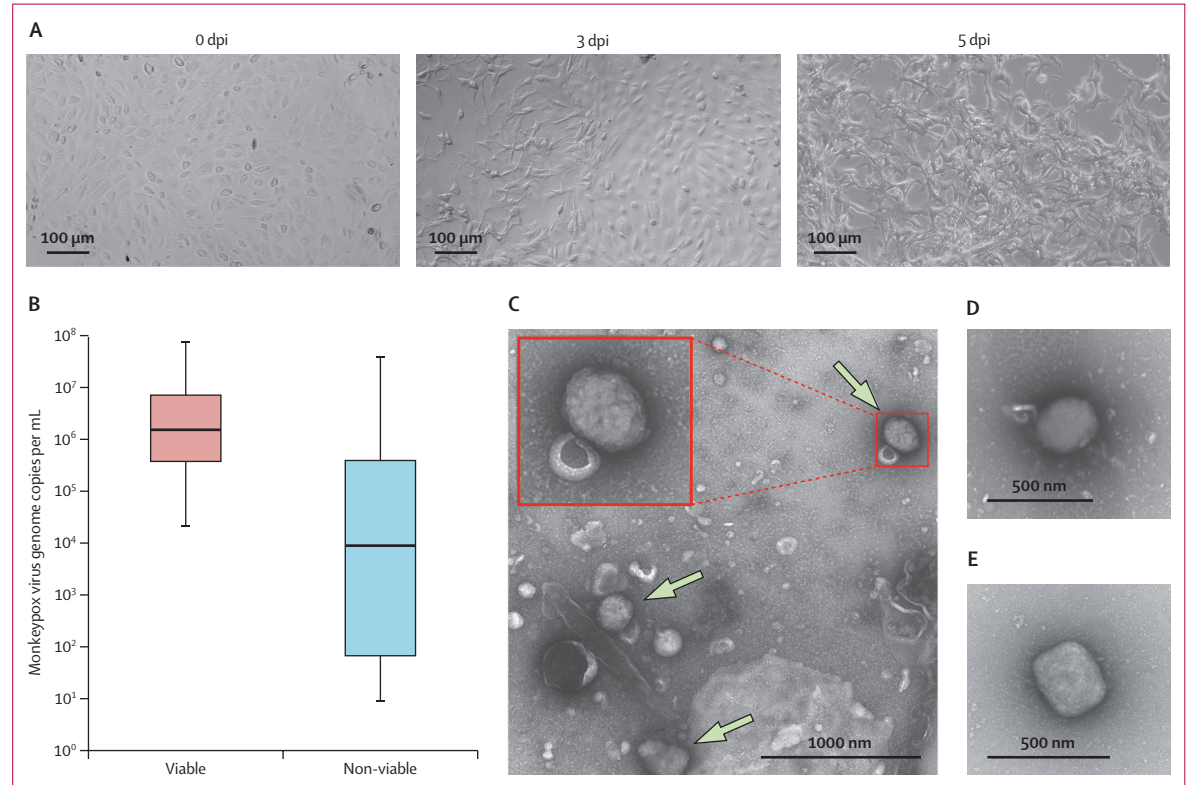 A
0 dpi
3 dpi
5 dpi
100 µm
100 µm
100 µm
B
Monkeypox virus genome copies per mL
10⁸
10⁷
10⁶
10⁵
10⁴
10³
10²
10¹
10⁰
Viable
Non-viable
C
1000 nm
D
500 nm
E
500 nm